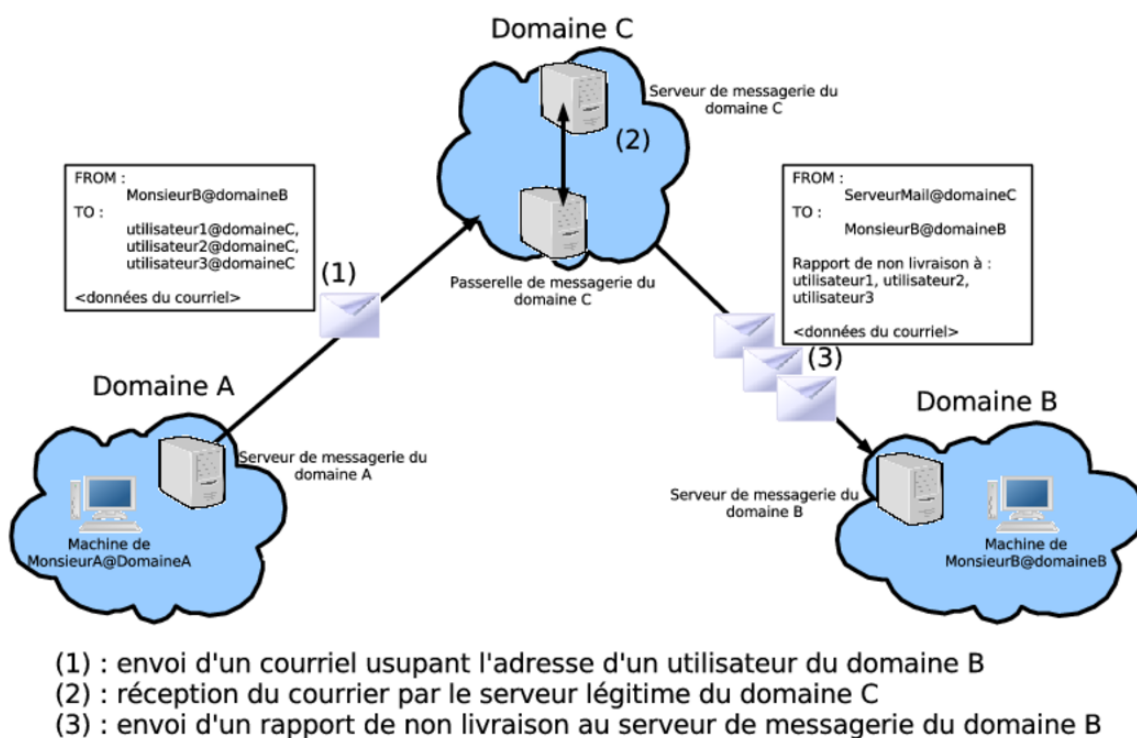 Domaine C
Serveur de messagerie du
domaine C
(2)
FROM :
MonsieurB@domaineB
TO :
utilisateur1@domaineC,
utilisateur2@domaineC,
utilisateur3@domaineC
<données du courriel>
(1)
Passerelle de messagerie du
domaine C
FROM :
ServeurMail@domaineC
TO :
MonsieurB@domaineB
Rapport de non livraison à :
utilisateur1, utilisateur2,
utilisateur3
<données du courriel>
(3)
Domaine A
Serveur de messagerie du
domaine A
Machine de
MonsieurA@DomaineA
Domaine B
Serveur de messagerie du
domaine B
Machine de
MonsieurB@domaineB
(1) : envoi d'un courriel usupant l'adresse d'un utilisateur du domaine B
(2) : réception du courrier par le serveur légitime du domaine C
(3) : envoi d'un rapport de non livraison au serveur de messagerie du domaine B